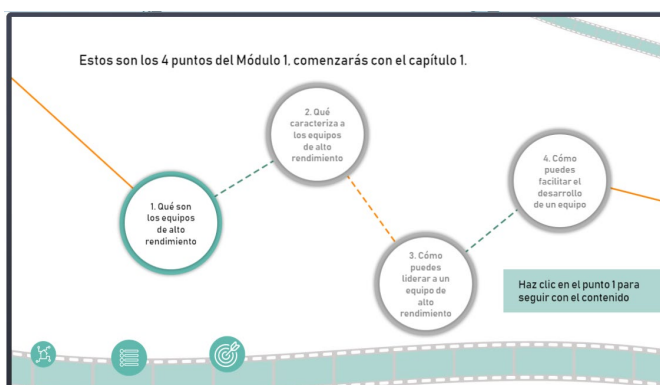 Estos son los 4 puntos del Módulo 1, comenzarás con el capítulo 1.
2. Qué
caracteriza a
los equipos
de alto
rendimiento
4. Cómo
puedes
facilitar el
desarrollo
de un equipo
1. Qué son
los equipos
de alto
rendimiento
3. Cómo
puedes
liderar a un
equipo de
alto
rendimiento
Haz clic en el punto 1 para
seguir con el contenido